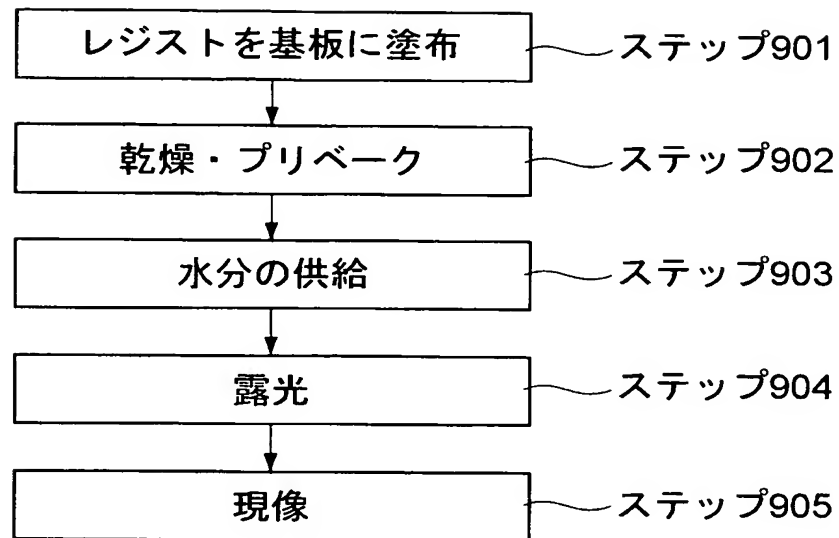 レジストを基板に塗布 ステップ901
乾燥・プリベーク ステップ902
水分の供給 ステップ903
露光 ステップ904
現像 ステップ905